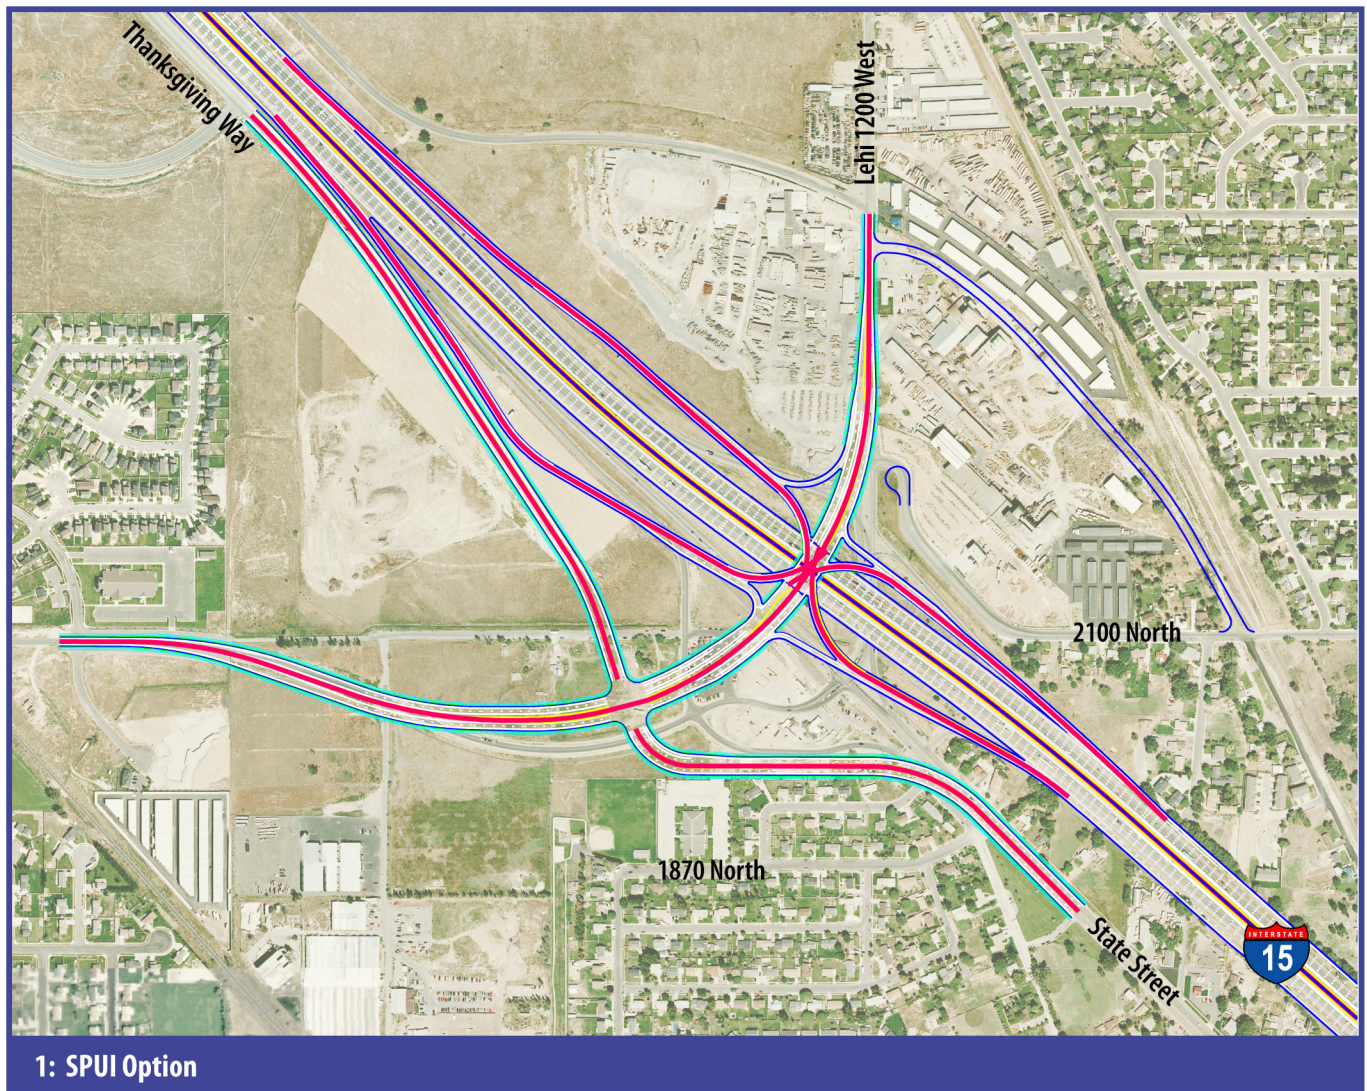 Thanksgiving Way
Lehi 1200 West
2100 North
1870 North
State Street
INTERSTATE
15
1: SPUI Option